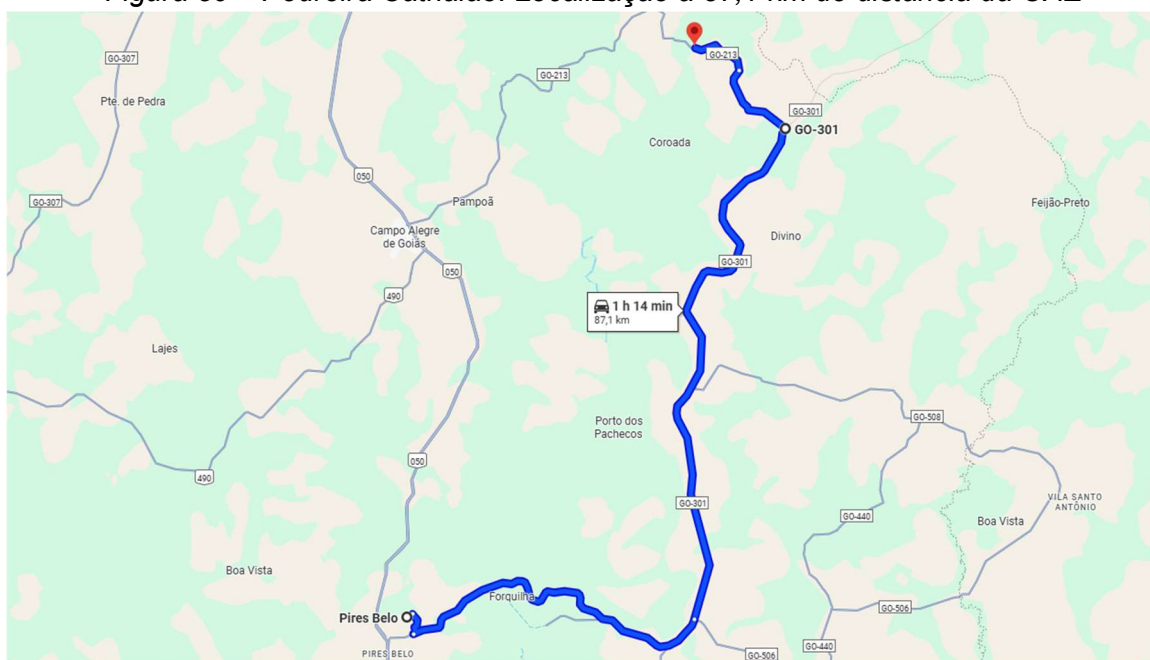 GO-307
GO-213
GO-213
Pte. de Pedra
GO-301
GO-301
Coroada
050
GO-307
Pampoã
Feijão-Preto
Campo Alegre
de Goiás
Divino
050
GO-301
490
1 h 14 min
87,1 km
Lajes
Porto dos
Pachecos
GO-508
050
490
GO-301
VILA SANTO
ANTÔNIO
GO-440
Boa Vista
Boa Vista
Forquilha
GO-506
Pires Belo
GO-440
PIRES BELO
GO-506